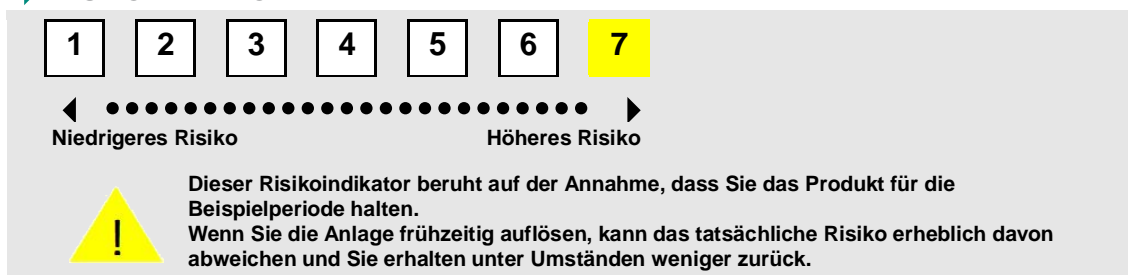 1 2 3 4 5 6 7
Niedrigeres Risiko Höheres Risiko
Dieser Risikoindikator beruht auf der Annahme, dass Sie das Produkt für die
Beispielperiode halten.
Wenn Sie die Anlage frühzeitig auflösen, kann das tatsächliche Risiko erheblich davon
abweichen und Sie erhalten unter Umständen weniger zurück.
!